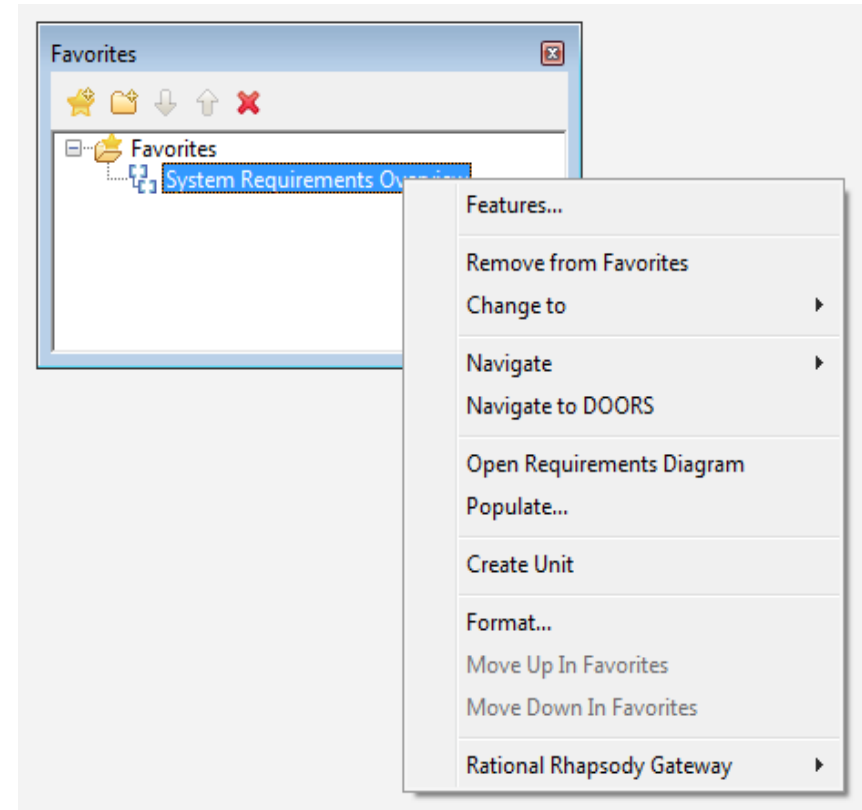 Favorites
Favorites
System Requirements Overview
Features...
Remove from Favorites
Change to
Navigate
Navigate to DOORS
Open Requirements Diagram
Populate...
Create Unit
Format...
Move Up In Favorites
Move Down In Favorites
Rational Rhapsody Gateway